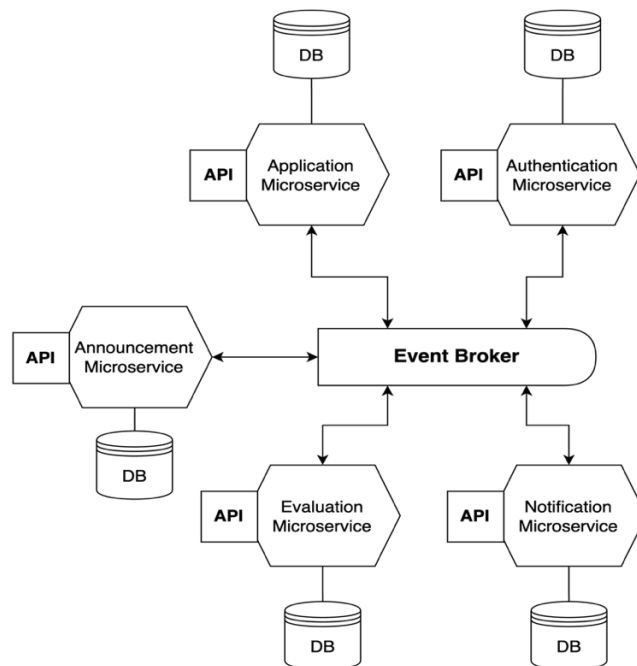 DB
DB
API
Application
Microservice
API
Authentication
Microservice
API
Announcement
Microservice
Event Broker
DB
API
Evaluation
Microservice
API
Notification
Microservice
DB
DB